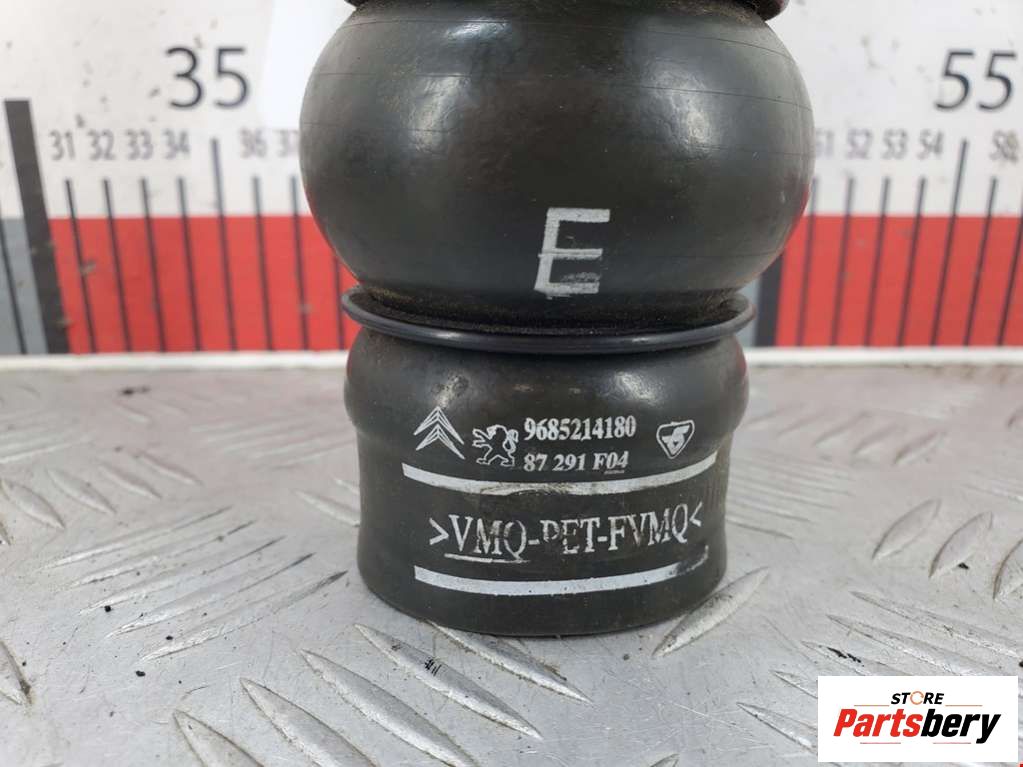 35
55
31 32 33 34 36 37
51 52 53 54
E
9685214180
87 291 F04
>VMQ-PET-FVMQ<
STORE
Partsbery